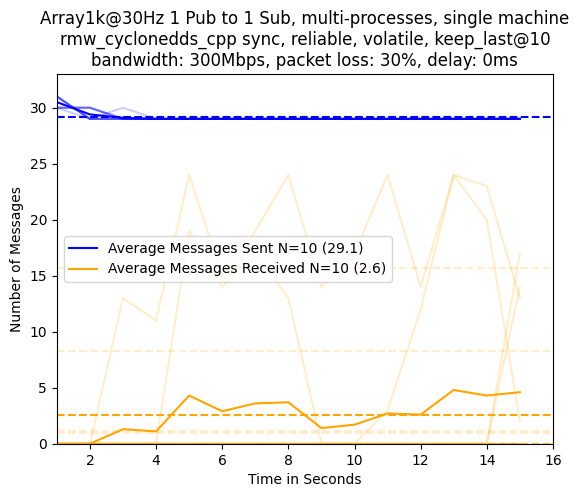 Array1k@30Hz 1 Pub to 1 Sub, multi-processes, single machine
rmw_cyclonedds_cpp sync, reliable, volatile, keep_last@10
bandwidth: 300Mbps, packet loss: 30%, delay: 0ms
Number of Messages
30
25
20
15
10
5
0
Average Messages Sent N=10 (29.1)
Average Messages Received N=10 (2.6)
2
4
6
8
10
12
14
16
Time in Seconds